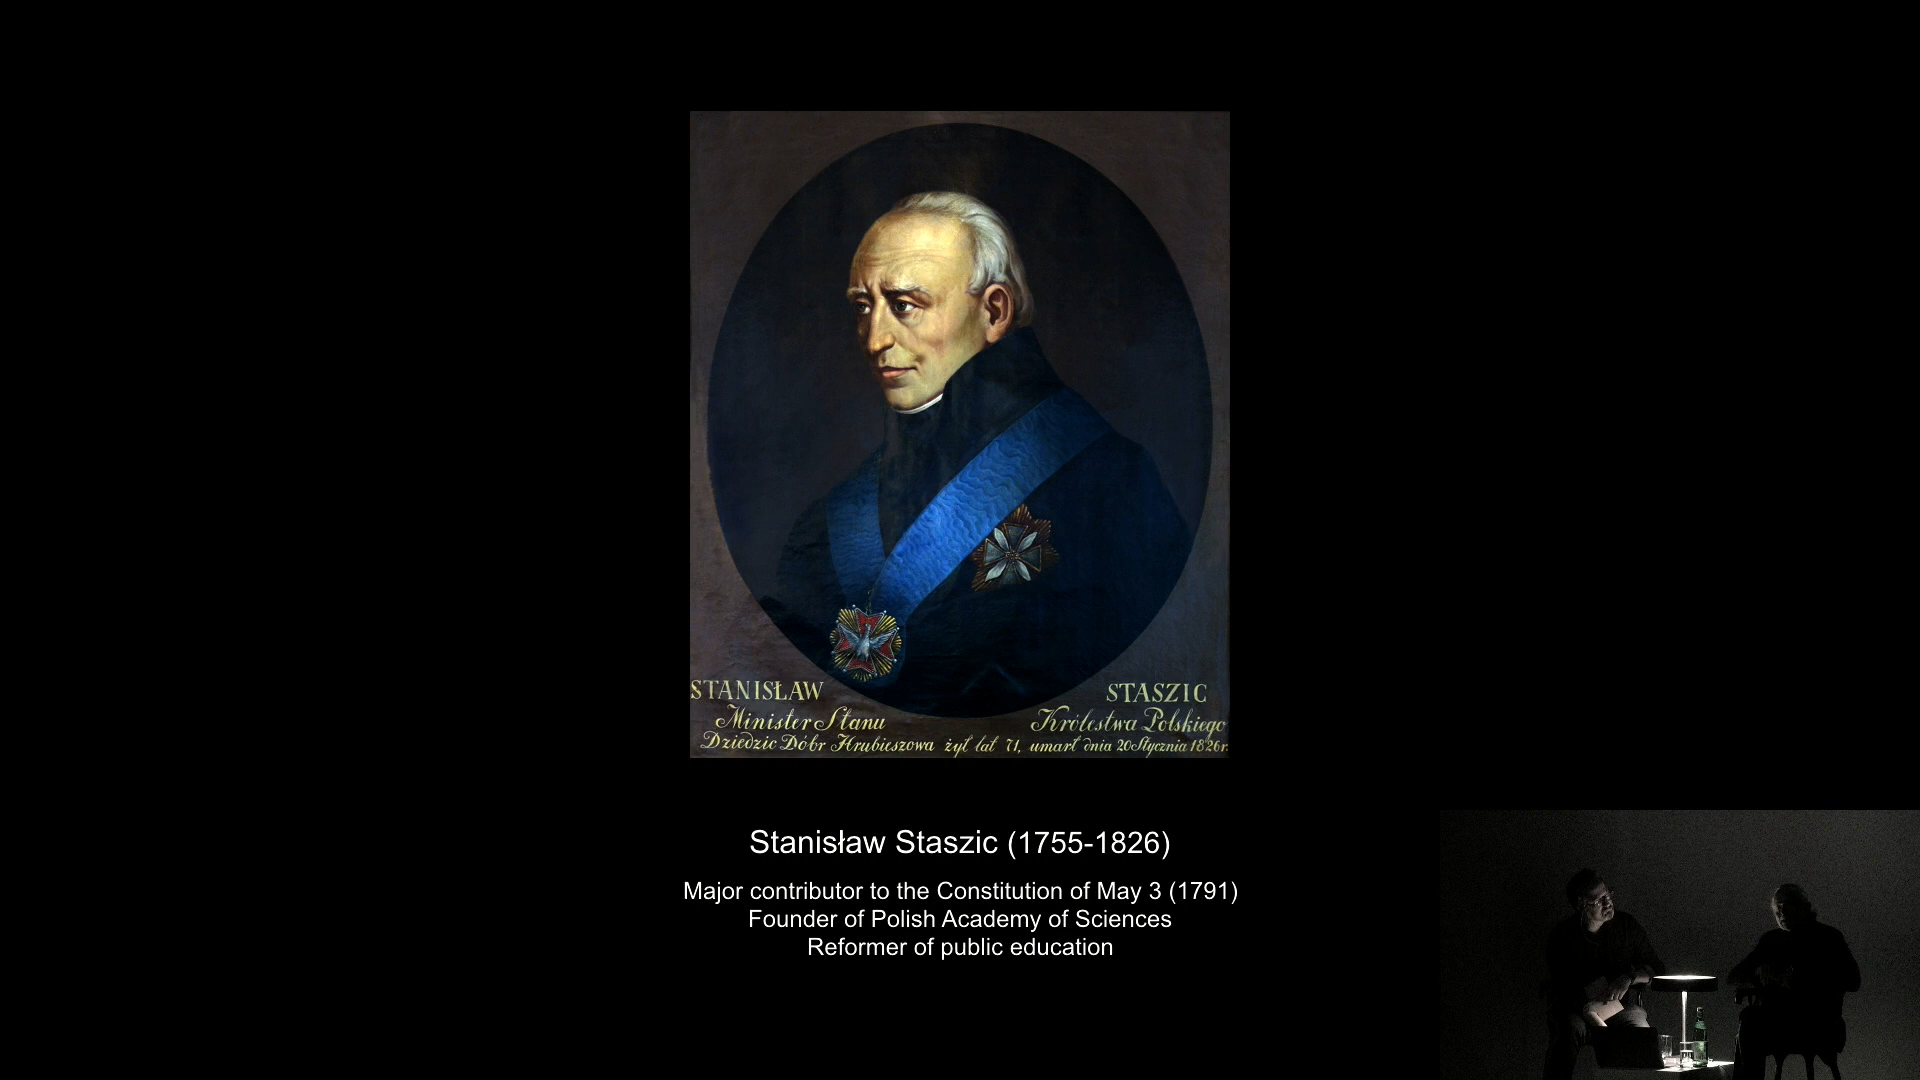 STANISŁAW STASZIC
Minister Stanu Królestwa Polskiego
Dziedzic Dóbr Hrubieszowa żył lat 71, umarł dnia 20 Stycznia 1826r.
Stanisław Staszic (1755-1826)
Major contributor to the Constitution of May 3 (1791)
Founder of Polish Academy of Sciences
Reformer of public education